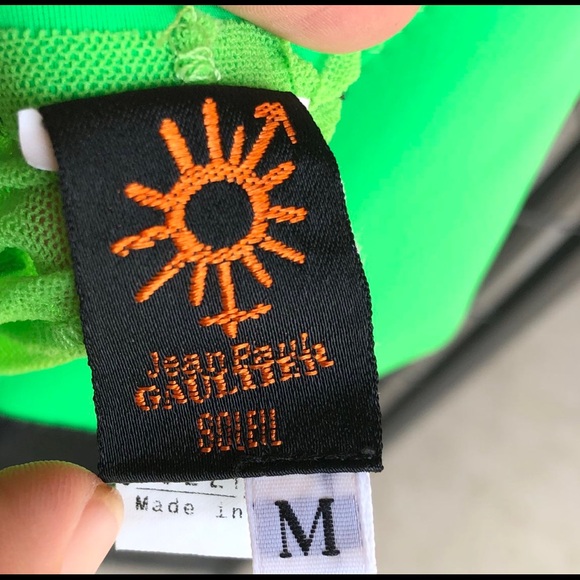 Jean Paul
GAULTIER
SOLEIL
Made in
M